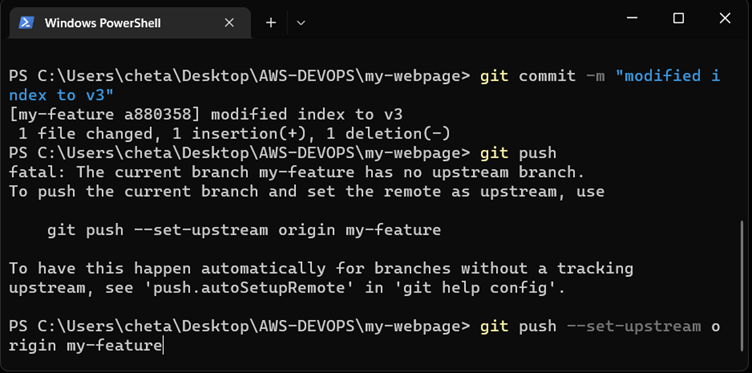 Windows PowerShell
PS C:\Users\cheta\Desktop\AWS-DEVOPS\my-webpage> git commit -m "modified i
ndex to v3"
[my-feature a880358] modified index to v3
 1 file changed, 1 insertion(+), 1 deletion(-)
PS C:\Users\cheta\Desktop\AWS-DEVOPS\my-webpage> git push
fatal: The current branch my-feature has no upstream branch.
To push the current branch and set the remote as upstream, use

    git push --set-upstream origin my-feature

To have this happen automatically for branches without a tracking
upstream, see 'push.autoSetupRemote' in 'git help config'.

PS C:\Users\cheta\Desktop\AWS-DEVOPS\my-webpage> git push --set-upstream o
rigin my-feature